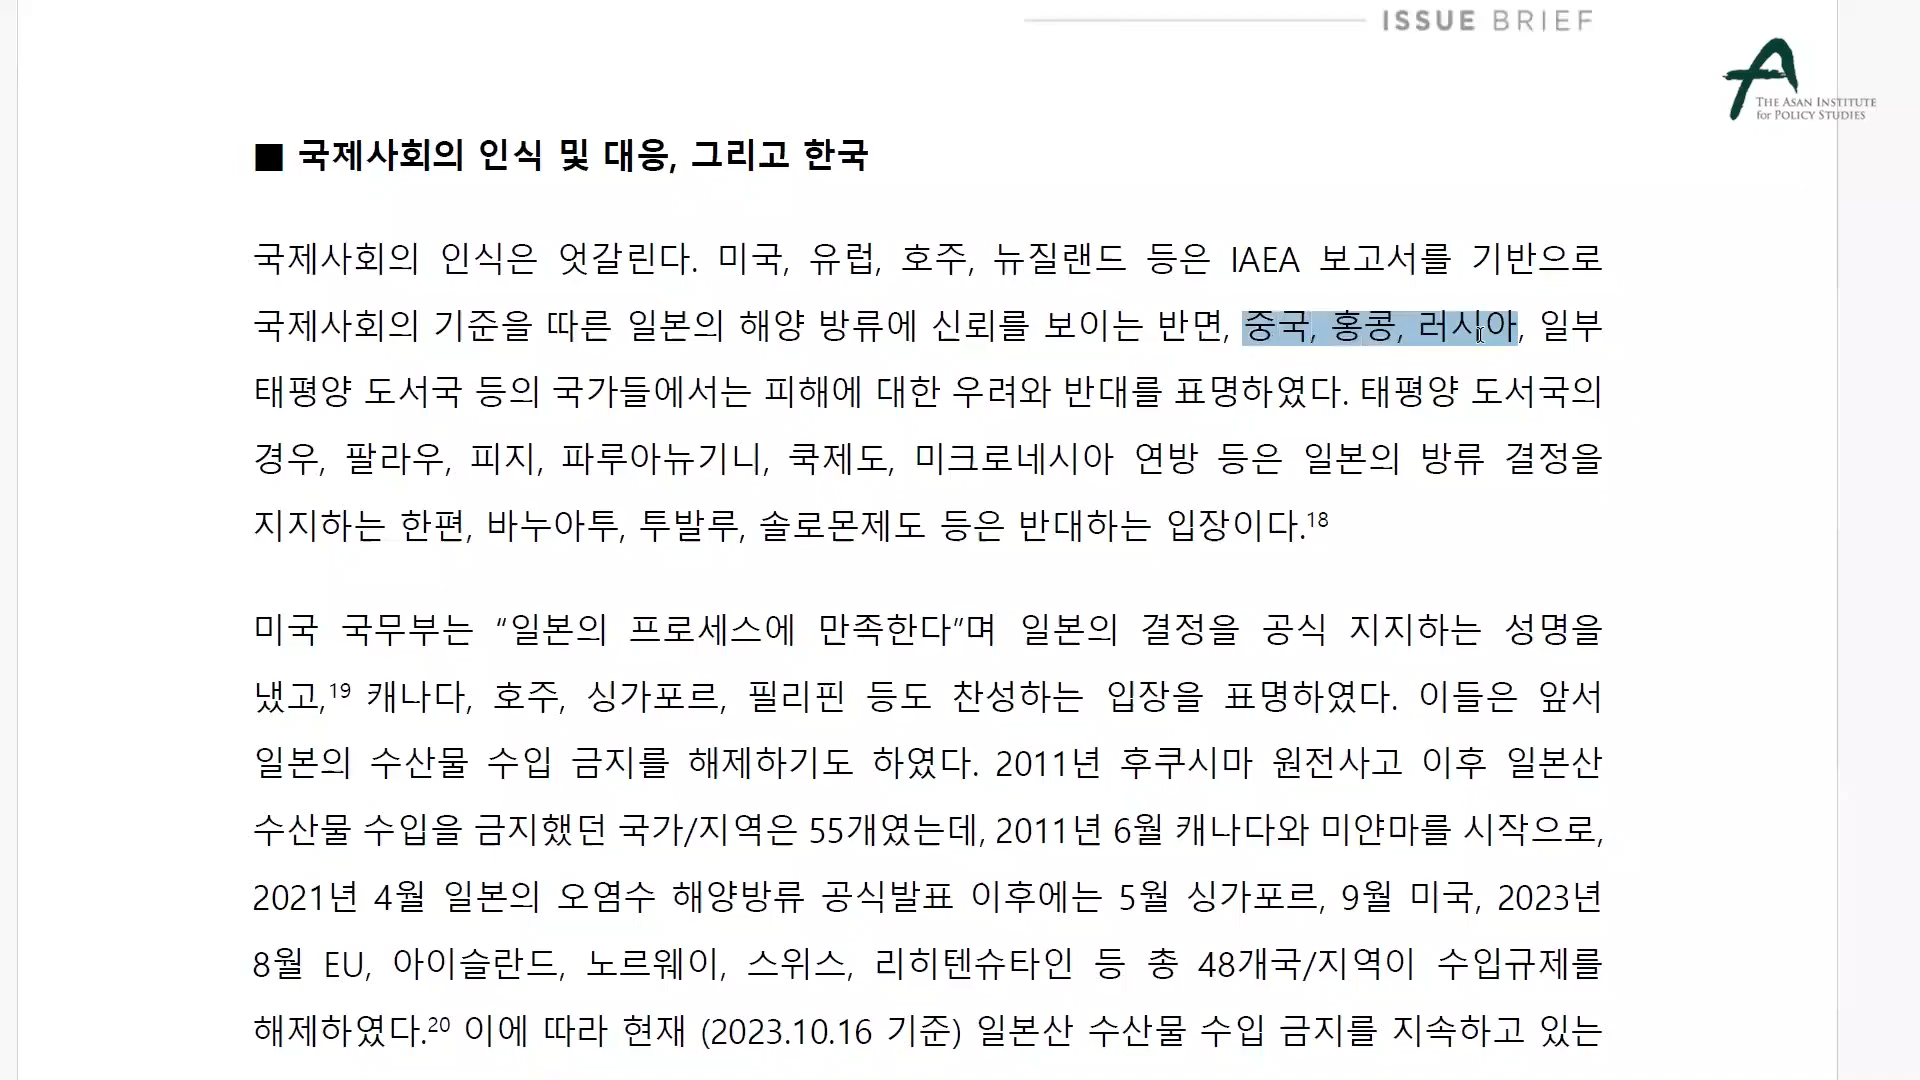 ISSUE BRIEF
THE ASAN INSTITUTE
for POLICY STUDIES
■ 국제사회의 인식 및 대응, 그리고 한국
국제사회의 인식은 엇갈린다. 미국, 유럽, 호주, 뉴질랜드 등은 IAEA 보고서를 기반으로
국제사회의 기준을 따른 일본의 해양 방류에 신뢰를 보이는 반면, 중국, 홍콩, 러시아, 일부
태평양 도서국 등의 국가들에서는 피해에 대한 우려와 반대를 표명하였다. 태평양 도서국의
경우, 팔라우, 피지, 파루아뉴기니, 쿡제도, 미크로네시아 연방 등은 일본의 방류 결정을
지지하는 한편, 바누아투, 투발루, 솔로몬제도 등은 반대하는 입장이다.18
미국 국무부는 “일본의 프로세스에 만족한다”며 일본의 결정을 공식 지지하는 성명을
냈고,19 캐나다, 호주, 싱가포르, 필리핀 등도 찬성하는 입장을 표명하였다. 이들은 앞서
일본의 수산물 수입 금지를 해제하기도 하였다. 2011년 후쿠시마 원전사고 이후 일본산
수산물 수입을 금지했던 국가/지역은 55개였는데, 2011년 6월 캐나다와 미얀마를 시작으로,
2021년 4월 일본의 오염수 해양방류 공식발표 이후에는 5월 싱가포르, 9월 미국, 2023년
8월 EU, 아이슬란드, 노르웨이, 스위스, 리히텐슈타인 등 총 48개국/지역이 수입규제를
해제하였다.20 이에 따라 현재 (2023.10.16 기준) 일본산 수산물 수입 금지를 지속하고 있는